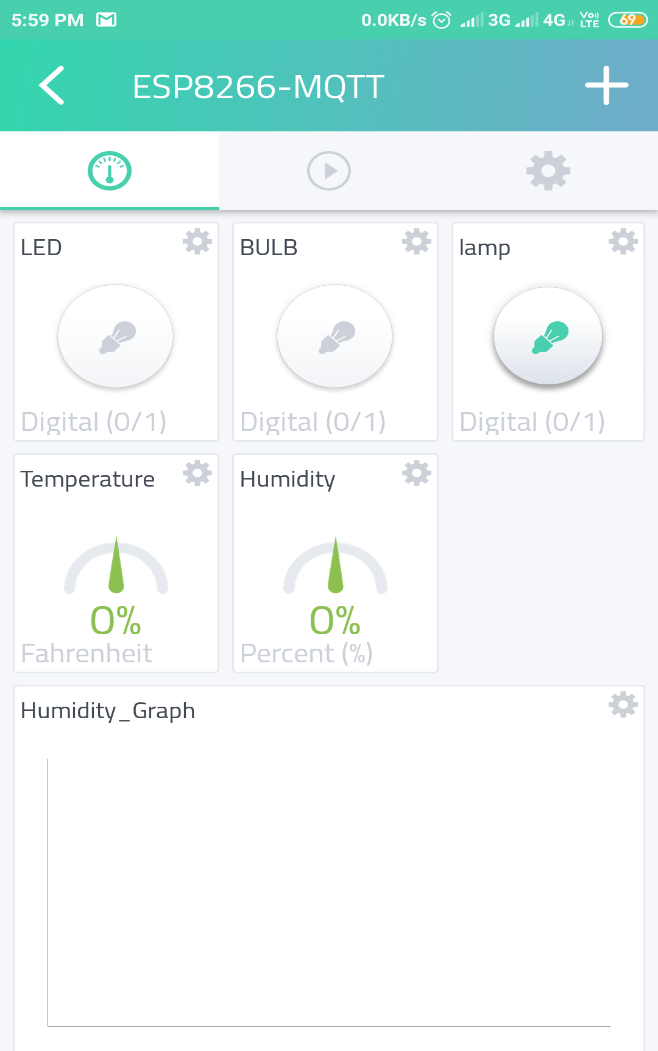 5:59 PM 0.0KB/s 3G 4G Vo)) LTE 69
ESP8266-MQTT
LED BULB lamp
Digital (0/1) Digital (0/1) Digital (0/1)
Temperature Humidity
0% 0%
Fahrenheit Percent (%)
Humidity_Graph